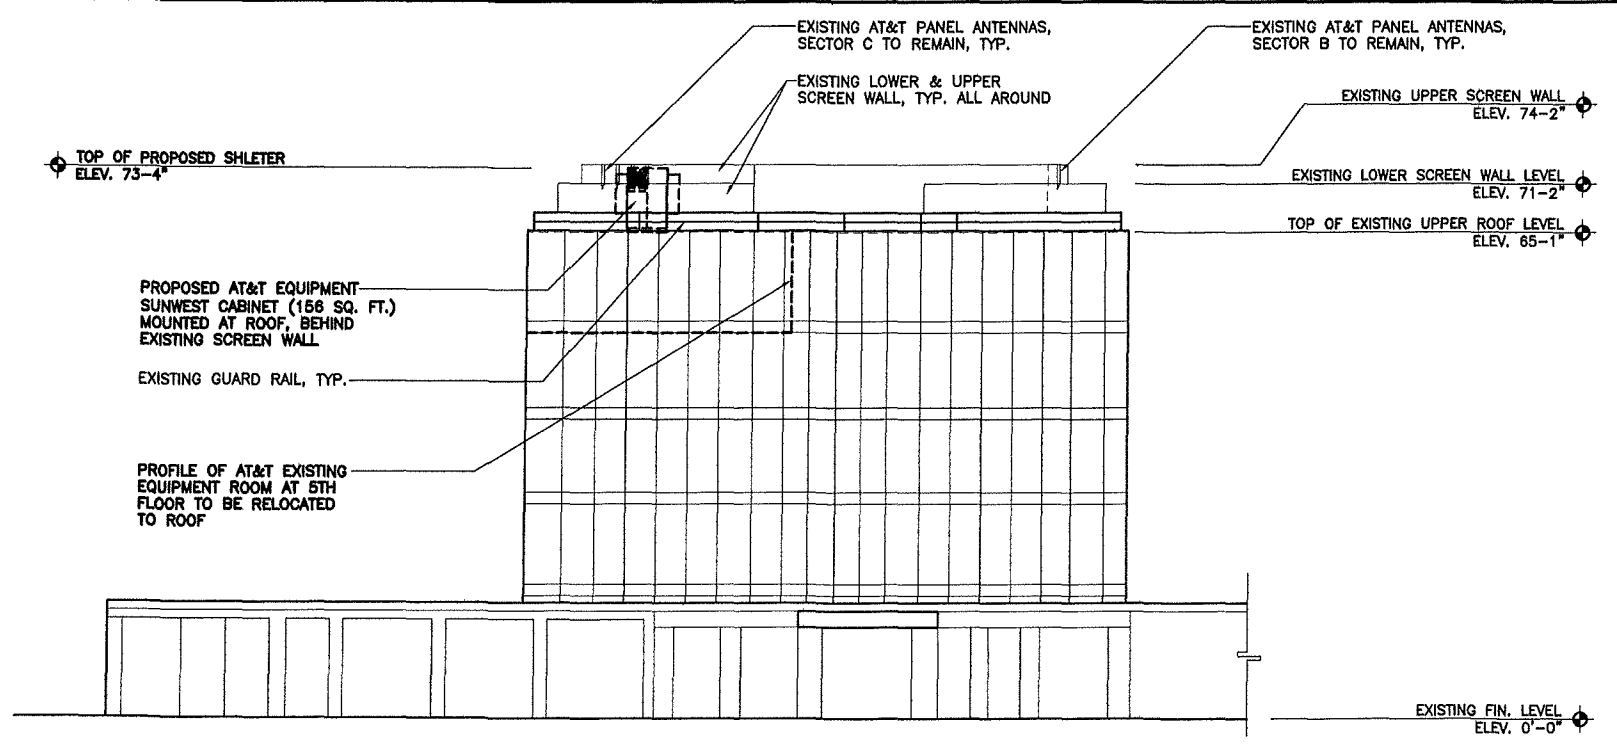 EXISTING AT&T PANEL ANTENNAS,
SECTOR C TO REMAIN, TYP.
EXISTING AT&T PANEL ANTENNAS,
SECTOR B TO REMAIN, TYP.
EXISTING LOWER & UPPER
SCREEN WALL, TYP. ALL AROUND
EXISTING UPPER SCREEN WALL
ELEV. 74-2"
TOP OF PROPOSED SHLETER
ELEV. 73-4"
EXISTING LOWER SCREEN WALL LEVEL
ELEV. 71-2"
TOP OF EXISTING UPPER ROOF LEVEL
ELEV. 65-1"
PROPOSED AT&T EQUIPMENT
SUNWEST CABINET (156 SQ. FT.)
MOUNTED AT ROOF, BEHIND
EXISTING SCREEN WALL
EXISTING GUARD RAIL, TYP.
PROFILE OF AT&T EXISTING
EQUIPMENT ROOM AT 5TH
FLOOR TO BE RELOCATED
TO ROOF
EXISTING FIN. LEVEL
ELEV. 0'-0"